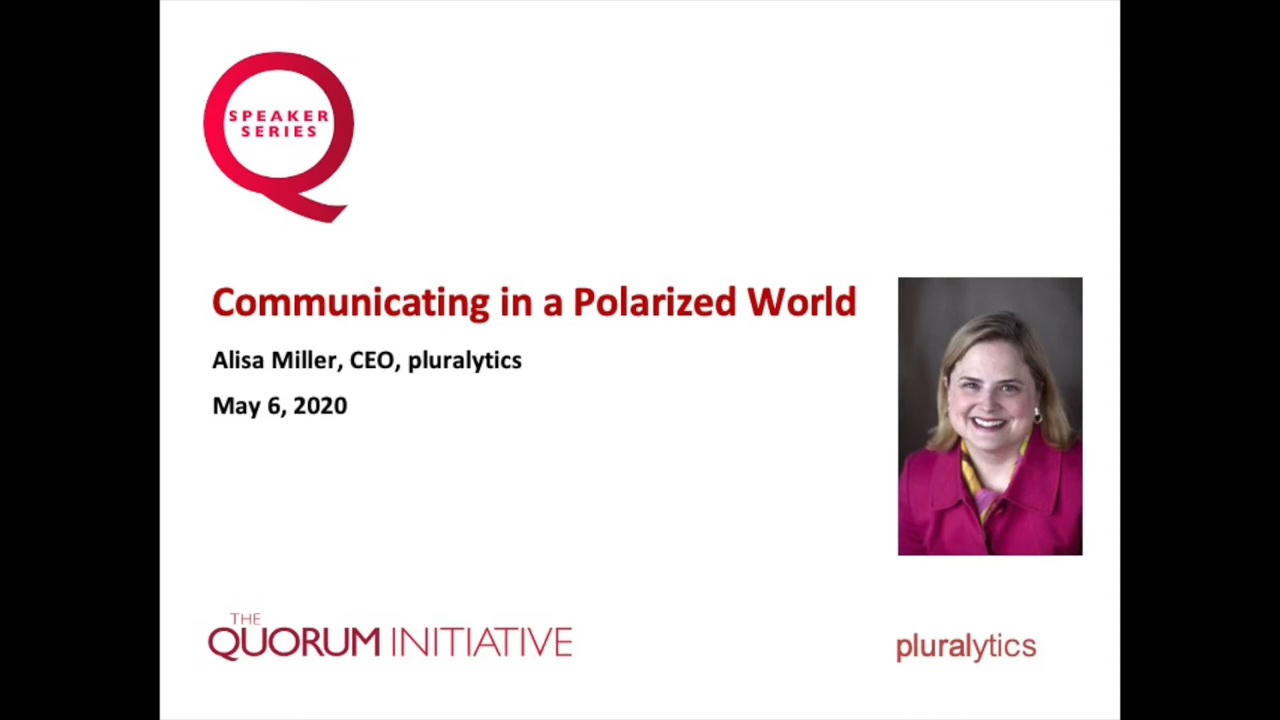 SPEAKER
SERIES
Communicating in a Polarized World
Alisa Miller, CEO, pluralytics
May 6, 2020
THE
QUORUM INITIATIVE
pluralytics